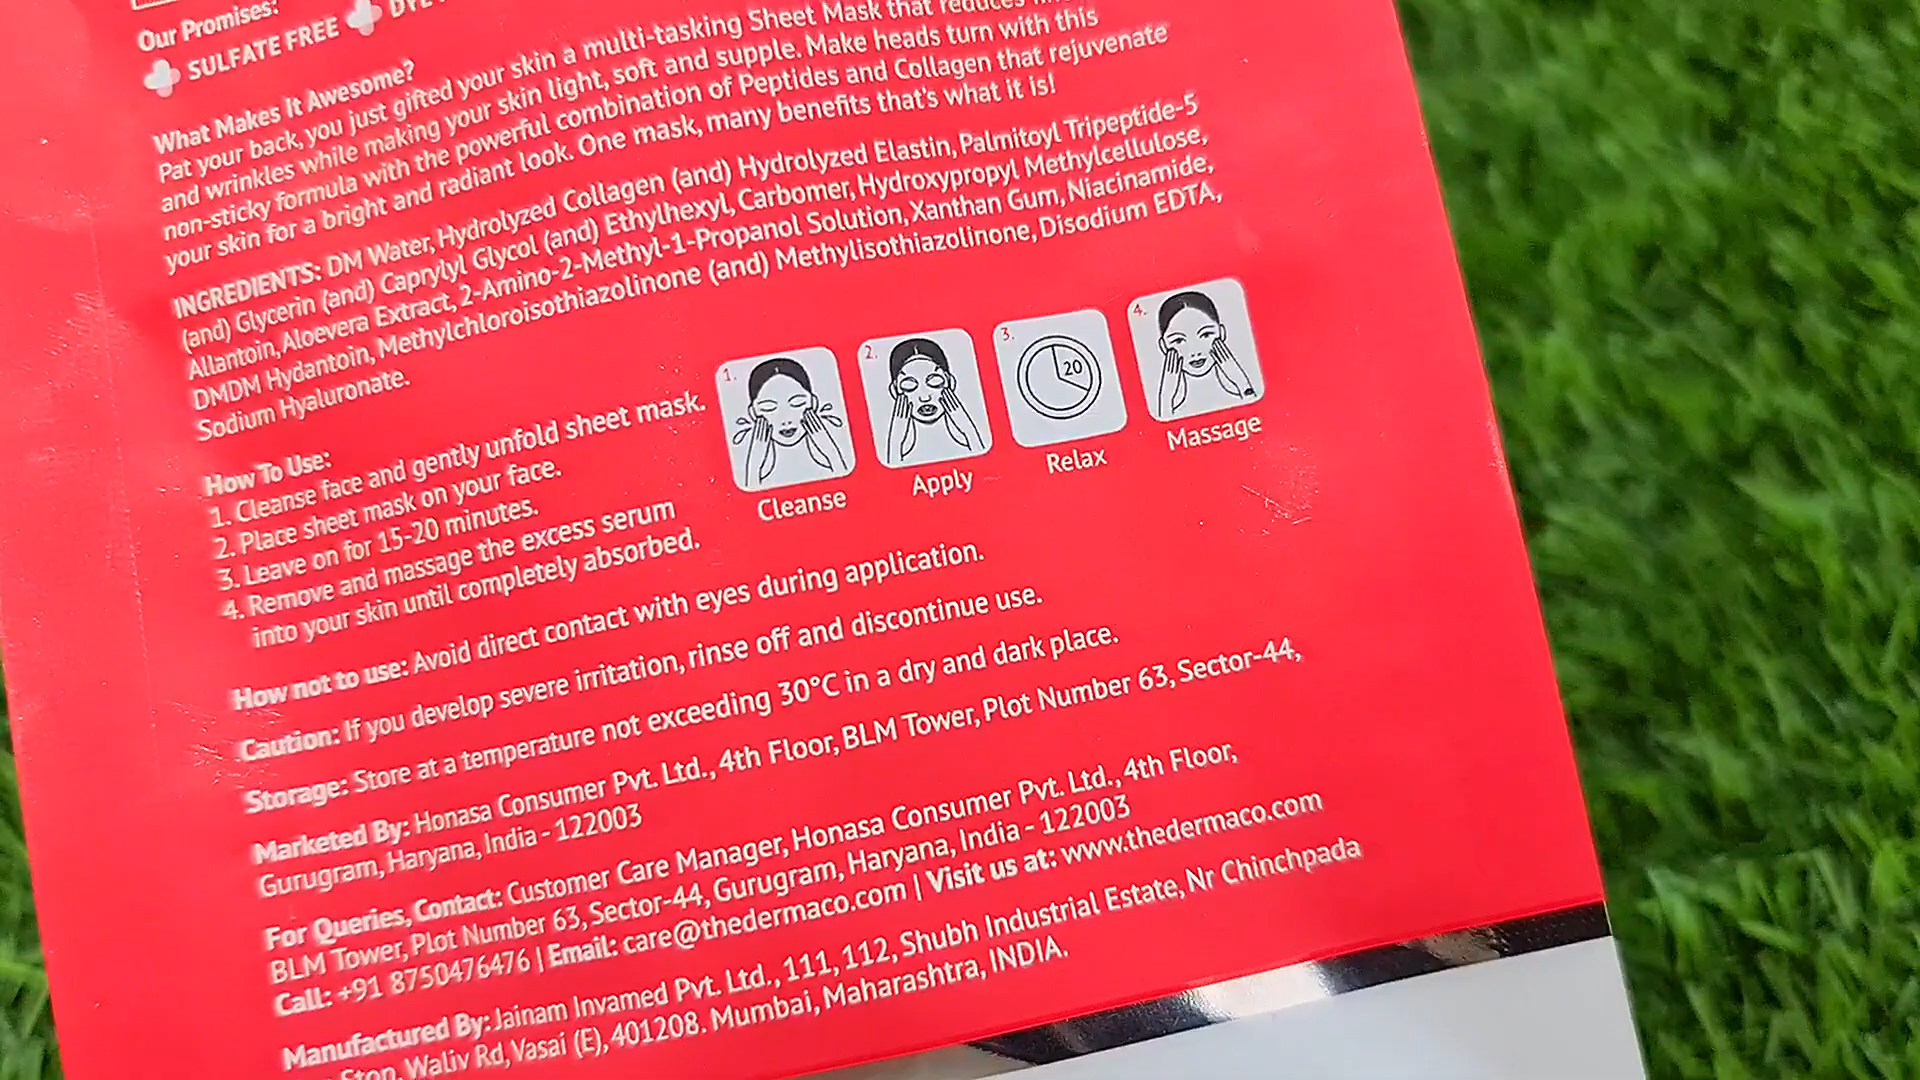 Our Promises:
SULFATE FREE
What Makes It Awesome?
Pat your back, you just gifted your skin a multi-tasking Sheet Mask that reduces
and wrinkles while making your skin light, soft and supple. Make heads turn with this
non-sticky formula with the powerful combination of Peptides and Collagen that rejuvenate
your skin for a bright and radiant look. One mask, many benefits that's what it is!
INGREDIENTS: DM Water, Hydrolyzed Collagen (and) Hydrolyzed Elastin, Palmitoyl Tripeptide-5
(and) Glycerin (and) Caprylyl Glycol (and) Ethylhexyl, Carbomer, Hydroxypropyl Methylcellulose,
Allantoin, Aloevera Extract, 2-Amino-2-Methyl-1-Propanol Solution, Xanthan Gum, Niacinamide,
DMDM Hydantoin, Methylchloroisothiazolinone (and) Methylisothiazolinone, Disodium EDTA,
Sodium Hyaluronate.
How To Use:
1. Cleanse face and gently unfold sheet mask.
2. Place sheet mask on your face.
3. Leave on for 15-20 minutes.
4. Remove and massage the excess serum
into your skin until completely absorbed.
1.
Cleanse
2.
Apply
3.
20
Relax
4.
Massage
How not to use: Avoid direct contact with eyes during application.
Caution: If you develop severe irritation, rinse off and discontinue use.
Storage: Store at a temperature not exceeding 30°C in a dry and dark place.
Marketed By: Honasa Consumer Pvt. Ltd., 4th Floor, BLM Tower, Plot Number 63, Sector-44,
Gurugram, Haryana, India - 122003
For Queries, Contact: Customer Care Manager, Honasa Consumer Pvt. Ltd., 4th Floor,
BLM Tower, Plot Number 63, Sector-44, Gurugram, Haryana, India - 122003
Call: +91 8750476476 | Email: care@thedermaco.com | Visit us at: www.thedermaco.com
Manufactured By: Jainam Invamed Pvt. Ltd., 111, 112, Shubh Industrial Estate, Nr Chinchpada
Stop, Waliv Rd, Vasai (E), 401208. Mumbai, Maharashtra, INDIA.